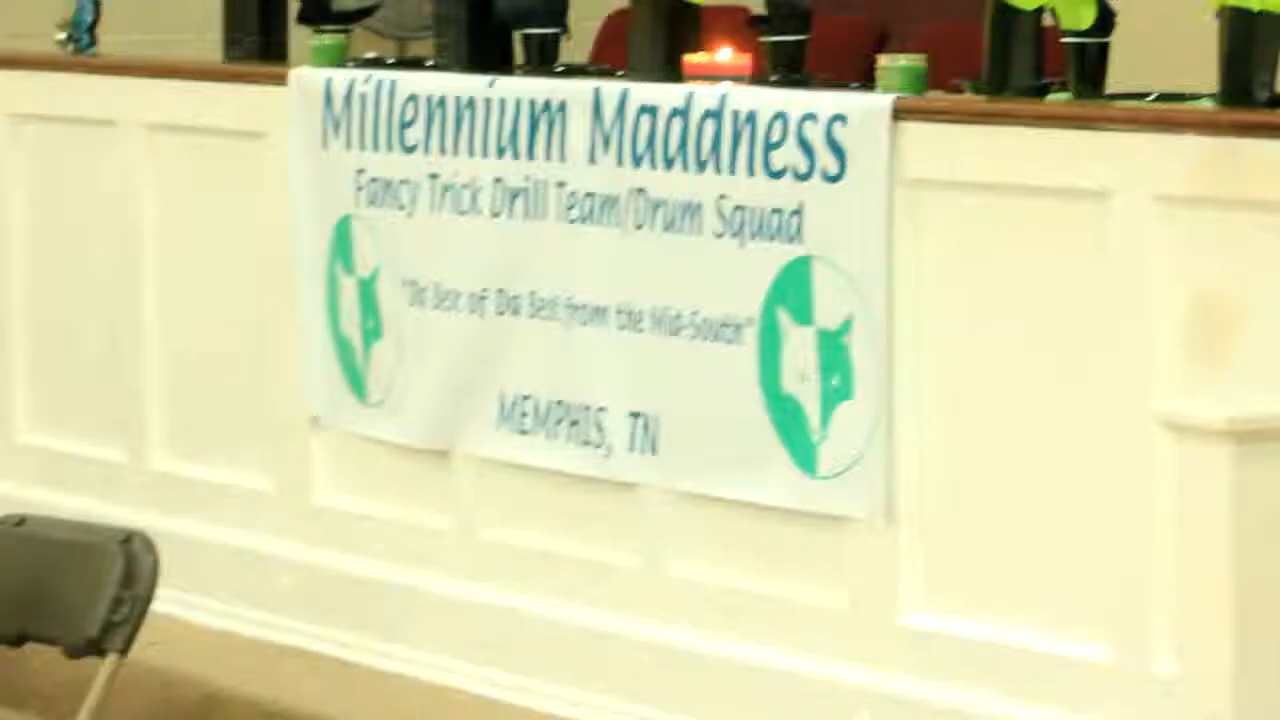 Millennium Maddness
Fancy Trick Drill Team/Drum Squad
"Da Best of Da Best from the Mid-South"
MEMPHIS, TN